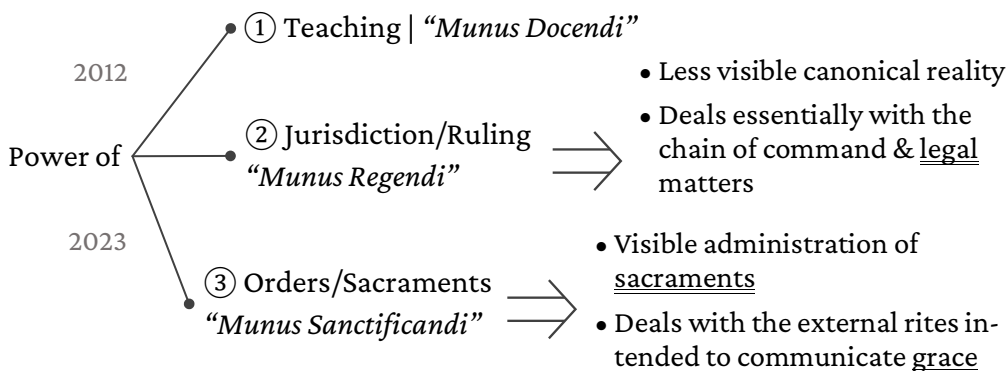 ① Teaching | “Munus Docendi”
2012
• Less visible canonical reality
• Deals essentially with the
chain of command & legal
matters
② Jurisdiction/Ruling
“Munus Regendi”
Power of
2023
• Visible administration of
sacraments
• Deals with the external rites in-
tended to communicate grace
③ Orders/Sacraments
“Munus Sanctificandi”